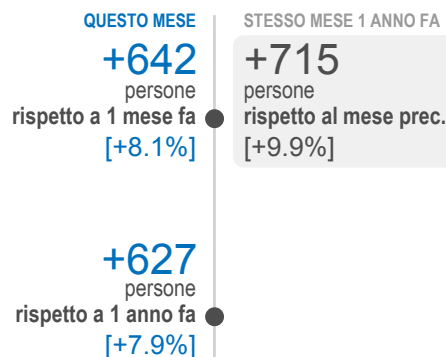 QUESTO MESE
+642
persone
rispetto a 1 mese fa
[+8.1%]
STESSO MESE 1 ANNO FA
+715
persone
rispetto al mese prec.
[+9.9%]
+627
persone
rispetto a 1 anno fa
[+7.9%]